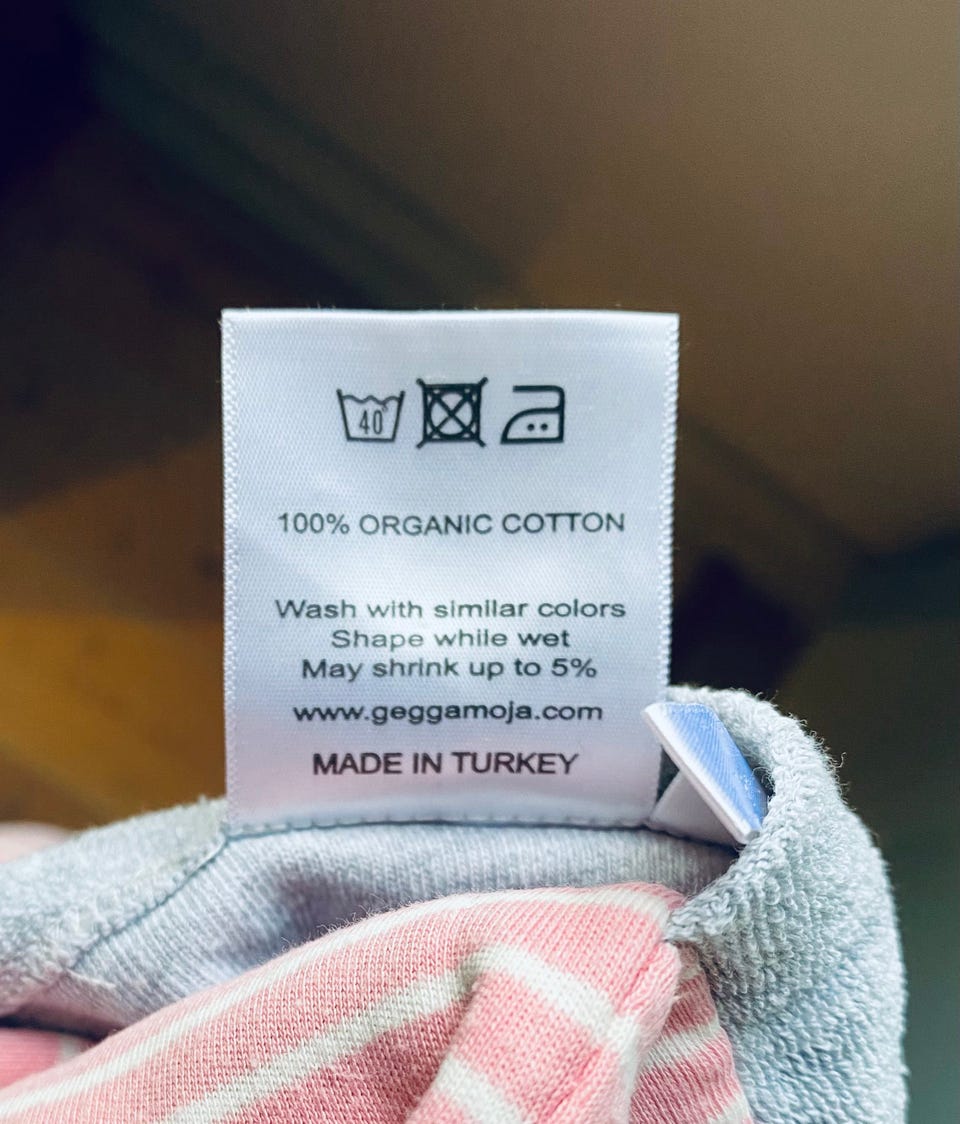 40
100% ORGANIC COTTON
Wash with similar colors
Shape while wet
May shrink up to 5%
www.geggamoja.com
MADE IN TURKEY